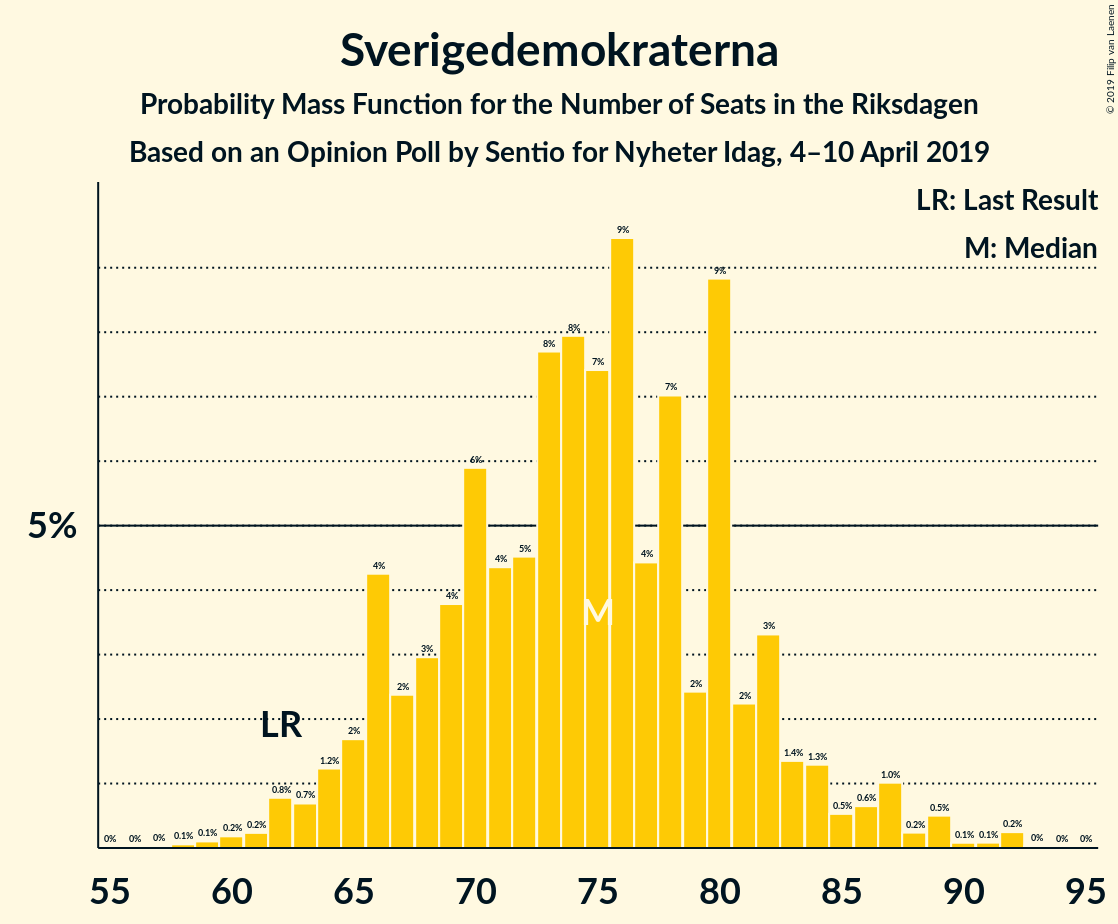 Sverigedemokraterna
Probability Mass Function for the Number of Seats in the Riksdagen
Based on an Opinion Poll by Sentio for Nyheter Idag, 4–10 April 2019
© 2019 Filip van Laenen
LR: Last Result
M: Median
5%
LR
M
0% 0% 0% 0.1% 0.1% 0.2% 0.2% 0.8% 0.7% 1.2% 2% 4% 2% 3% 4% 6% 4% 5% 8% 8% 7% 9% 4% 7% 2% 9% 2% 3% 1.4% 1.3% 0.5% 0.6% 1.0% 0.2% 0.5% 0.1% 0.1% 0.2% 0% 0% 0%
55 60 65 70 75 80 85 90 95